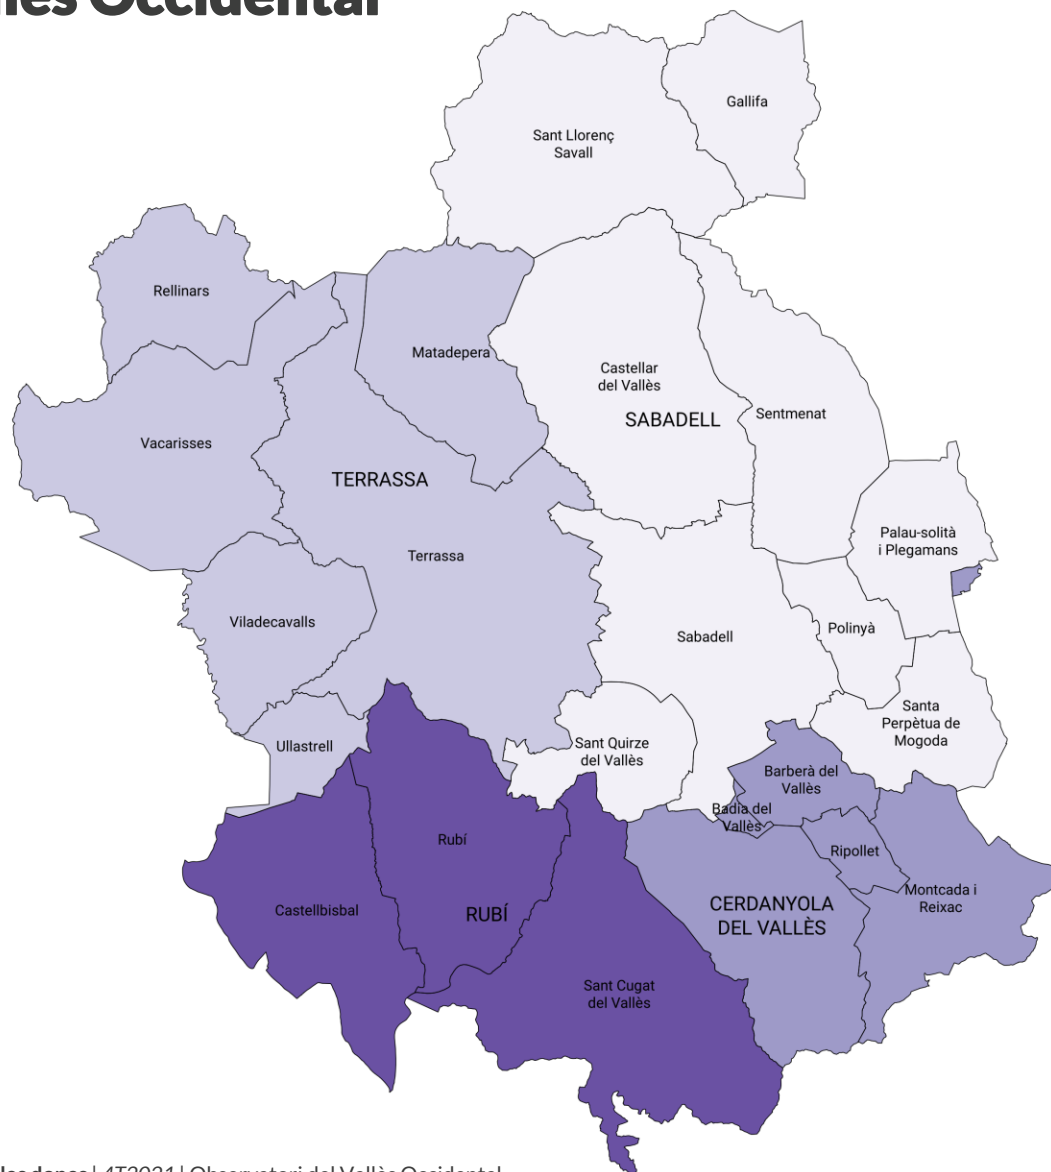 Occidental
Gallifa
Sant Llorenç
Savall
Rellinars
Matadepera
Castellar
del Vallès
SABADELL
Sentmenat
Vacarisses
TERRASSA
Palau-solità
i Plegamans
Terrassa
Viladecavalls
Polinyà
Sabadell
Santa
Perpètua de
Mogoda
Ullastrell
Sant Quirze
del Vallès
Barberà del
Vallès
Badia del
Vallès
Rubí
Ripollet
Montcada i
Reixac
CERDANYOLA
DEL VALLÈS
Castellbisbal
RUBÍ
Sant Cugat
del Vallès
| 4T2021 | Observatori del Vallès Occidental